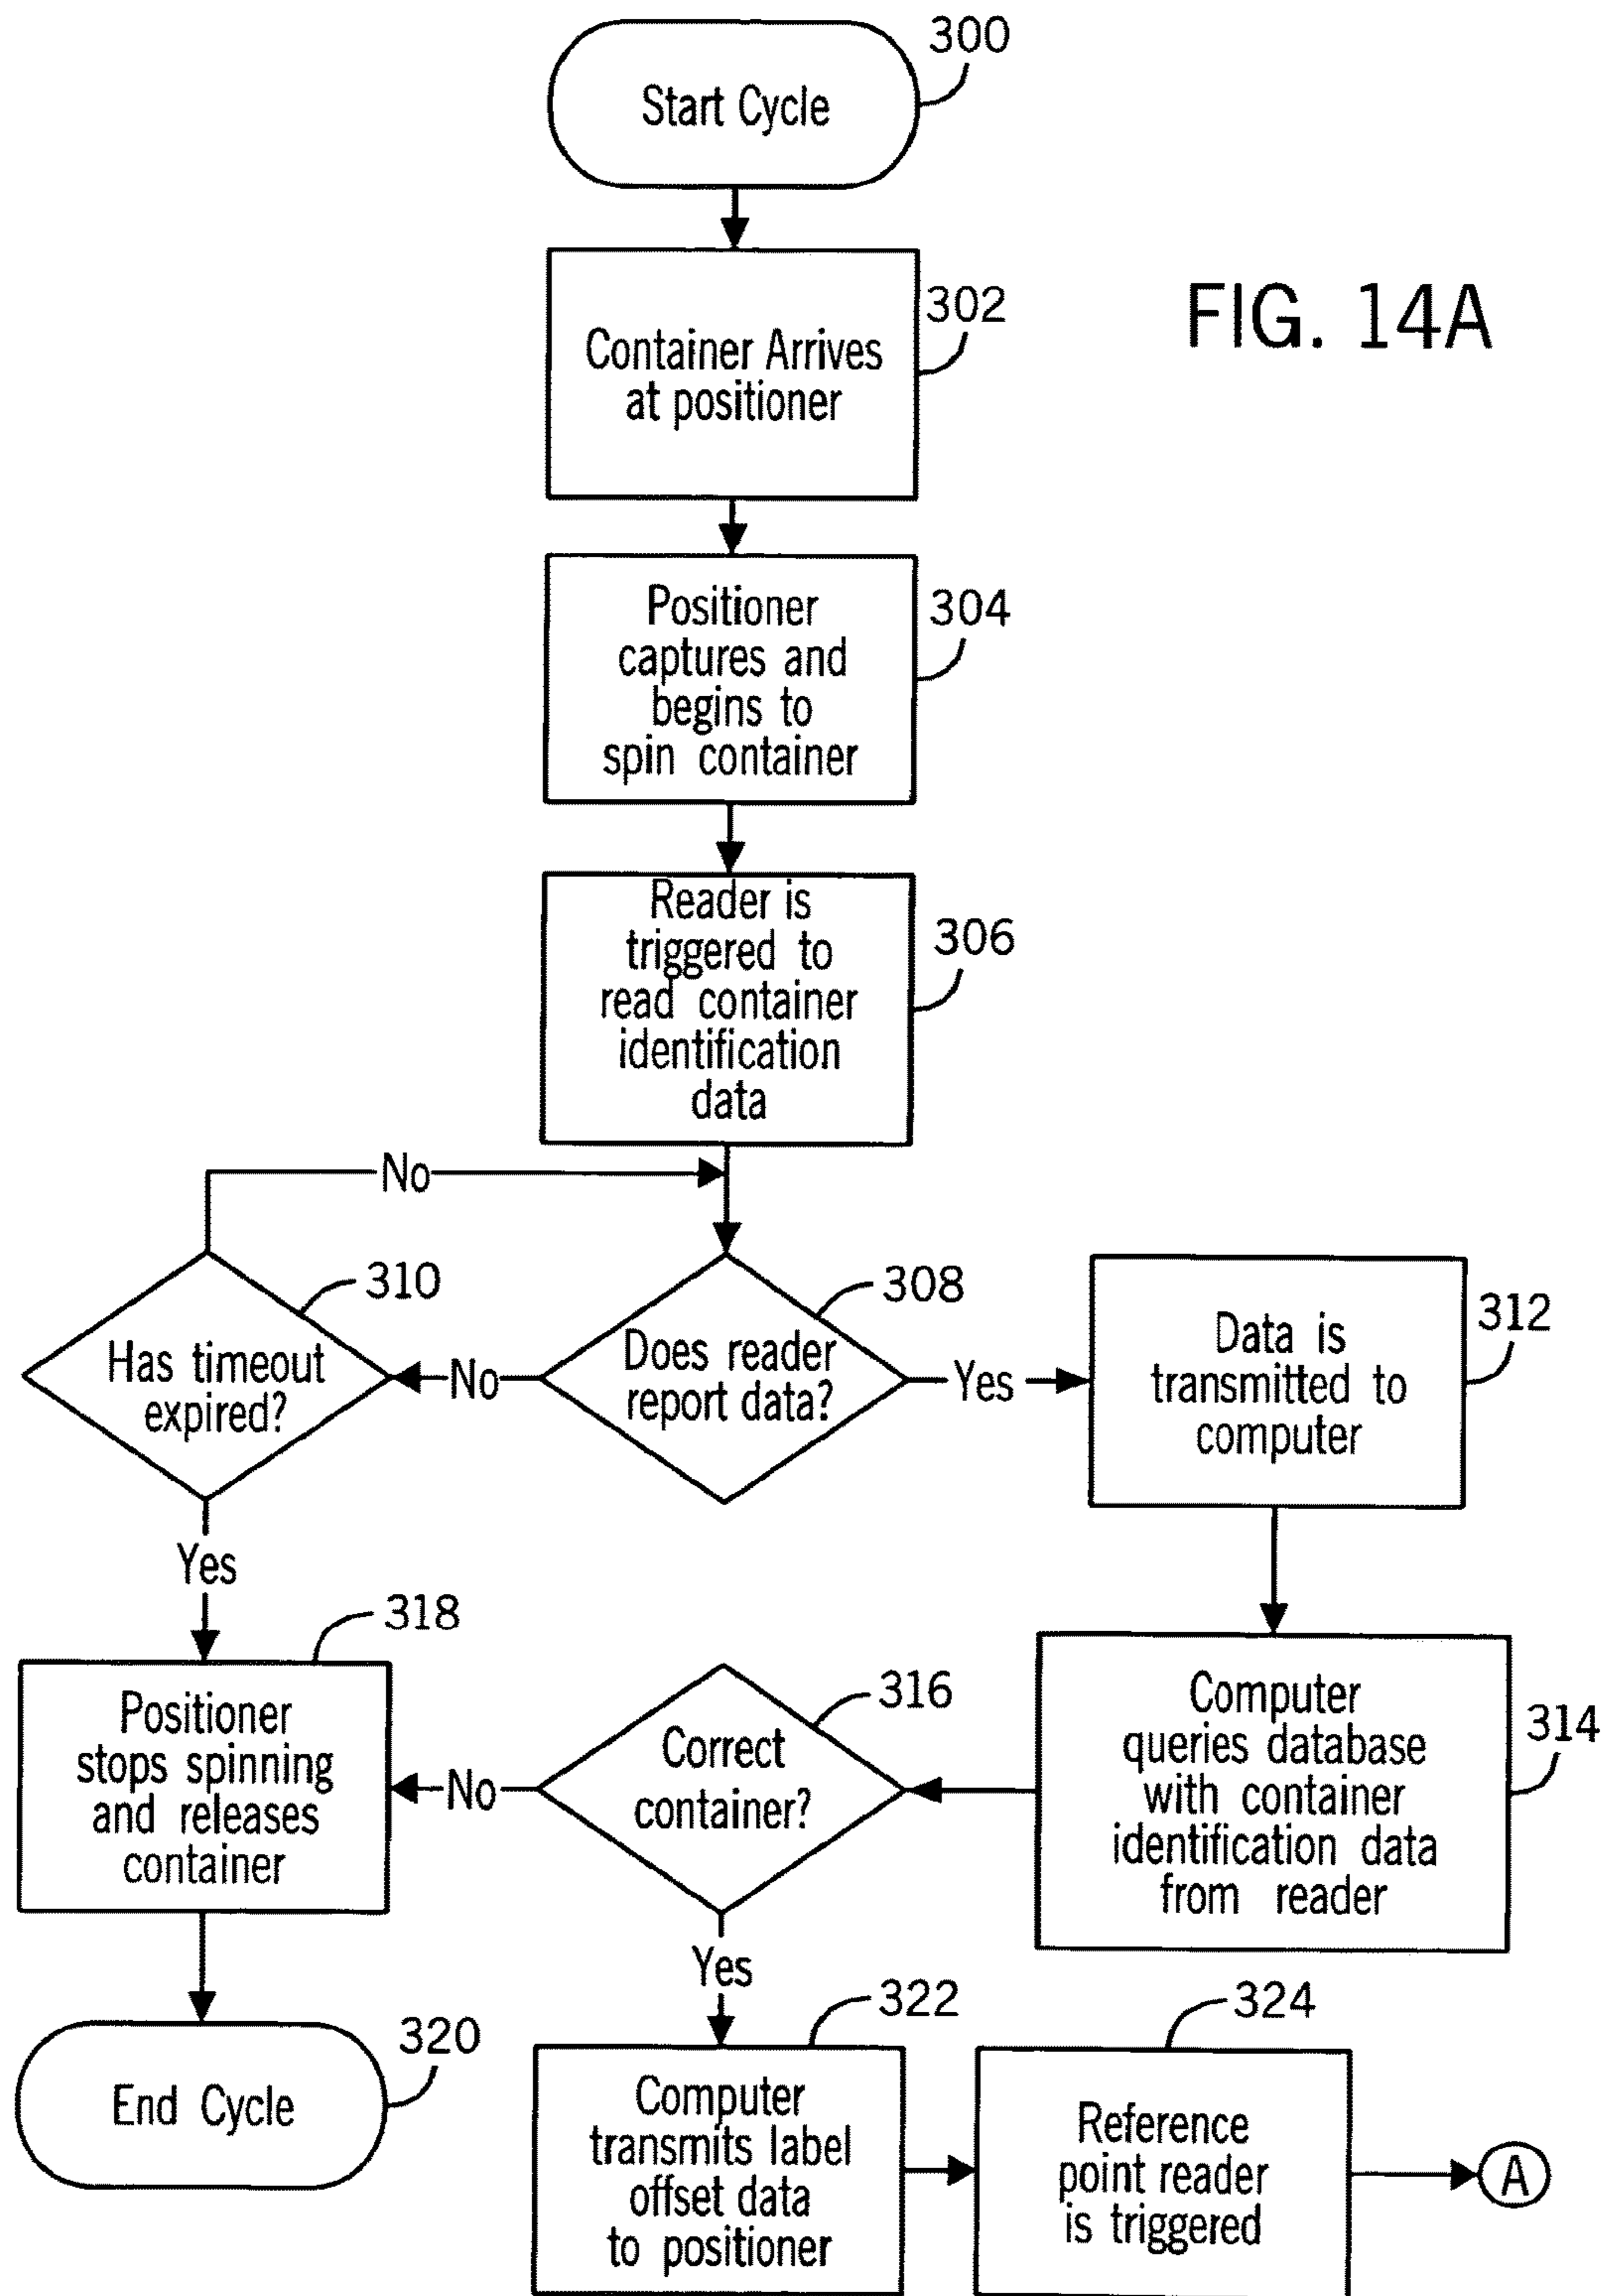 300
Start Cycle
302
FIG. 14A
Container Arrives
at positioner
304
Positioner
captures and
begins to
spin container
306
Reader is
triggered to
read container
identification
data
No
310
308
Has timeout
expired?
No
Does reader
report data?
Yes
312
Data is
transmitted to
computer
Yes
318
Positioner
stops spinning
and releases
container
No
316
Correct
container?
314
Computer
queries database
with container
identification data
from reader
Yes
320
End Cycle
322
Computer
transmits label
offset data
to positioner
324
Reference
point reader
is triggered
A